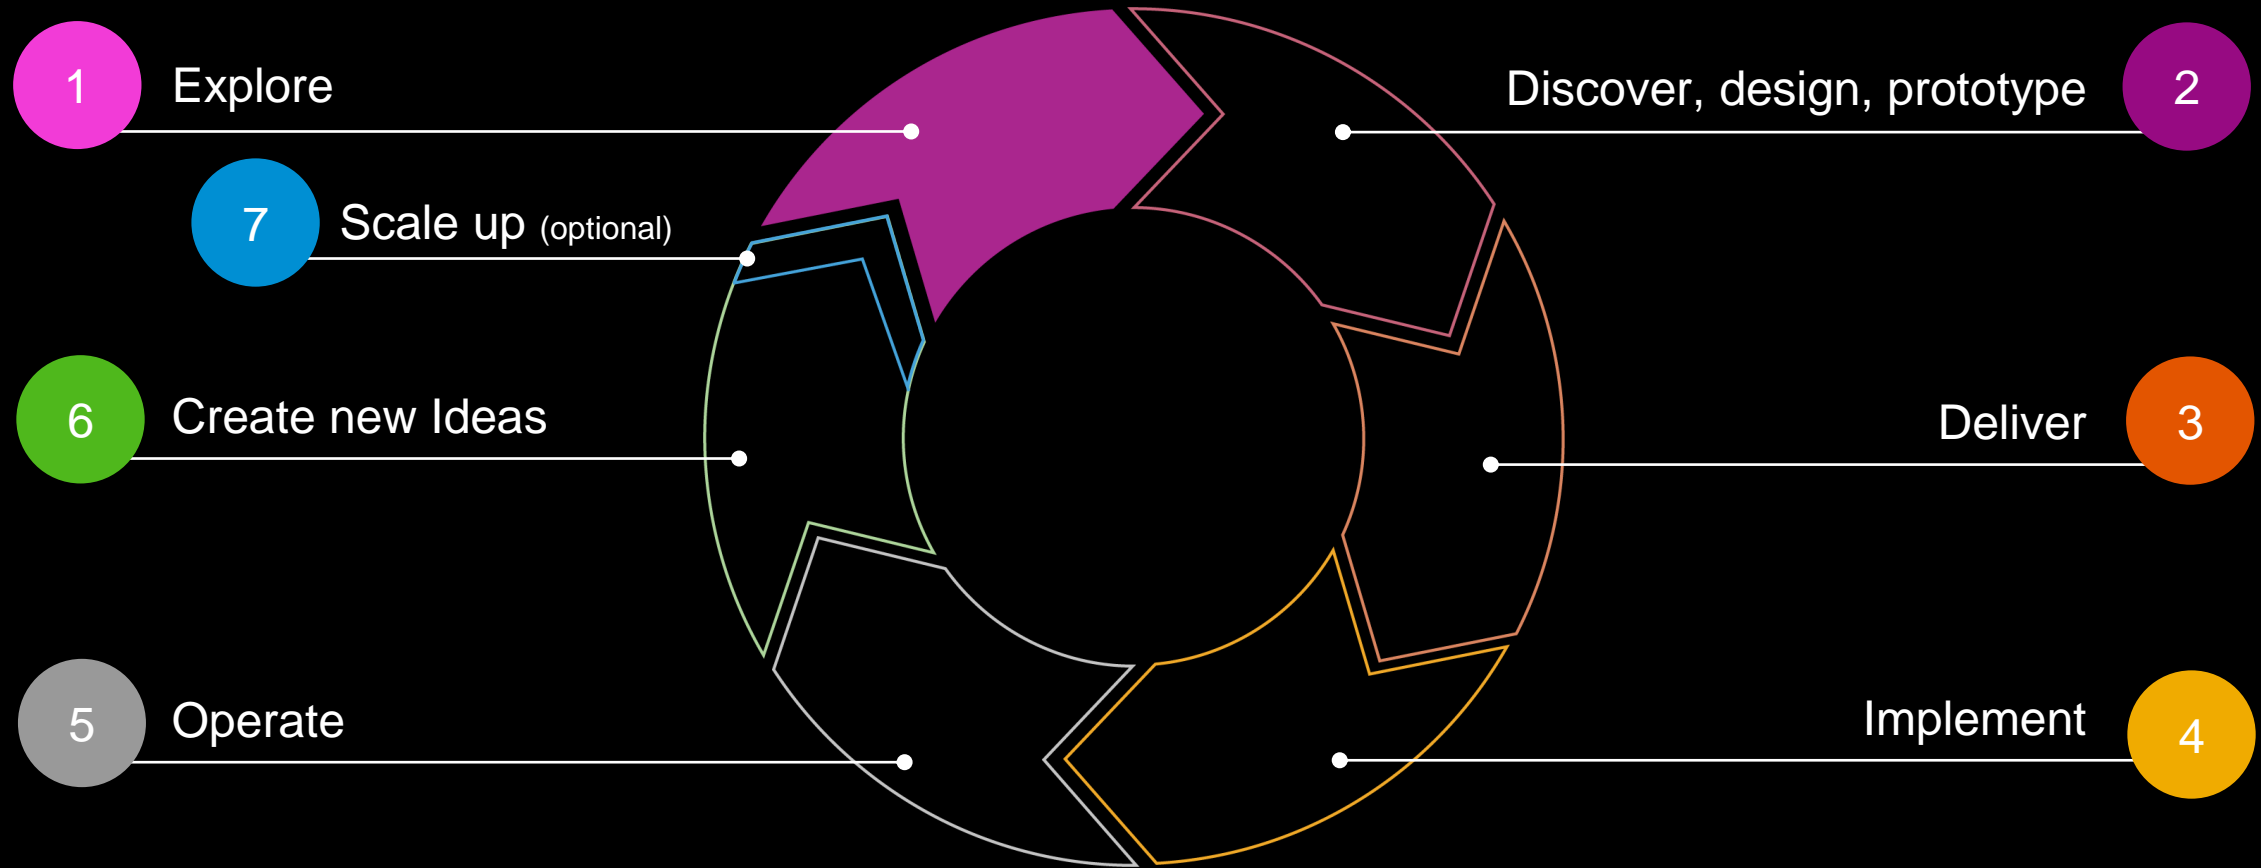 1 Explore
Discover, design, prototype 2
7 Scale up (optional)
6 Create new Ideas
Deliver 3
5 Operate
Implement 4